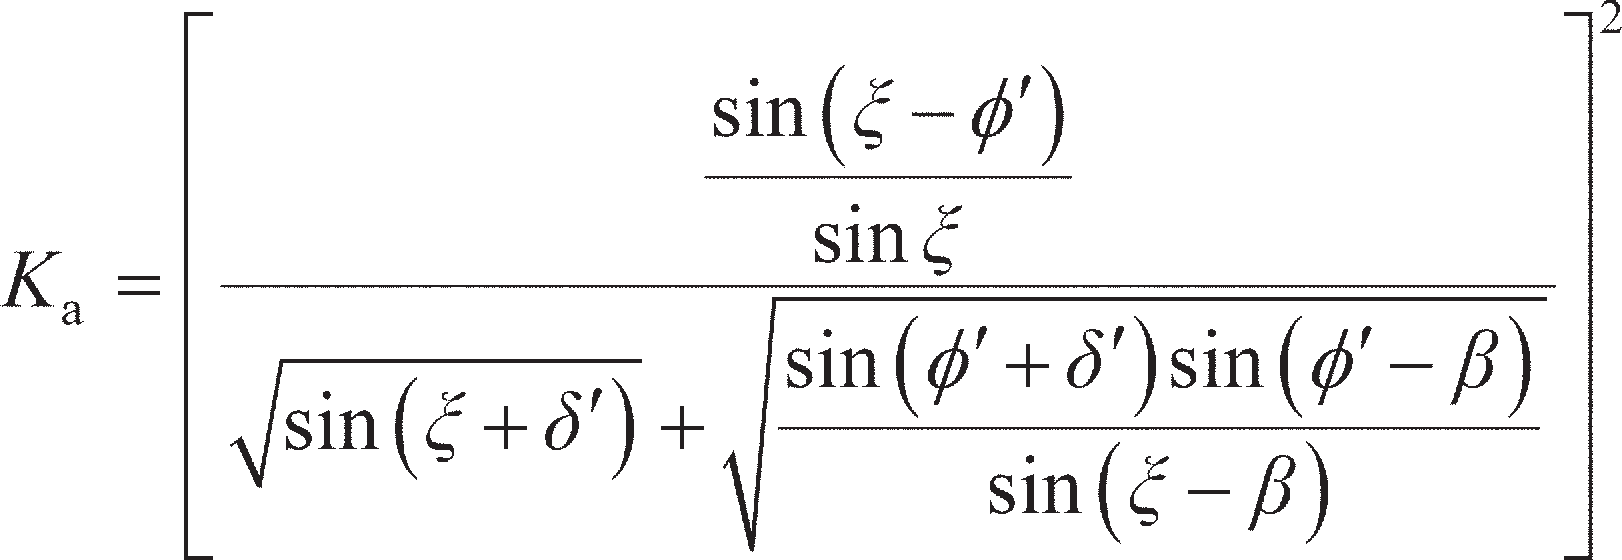 K_a = [ (sin(ξ − ϕ′) / sin ξ) / (√(sin(ξ + δ′)) + √(sin(ϕ′ + δ′) sin(ϕ′ − β) / sin(ξ − β))) ]²